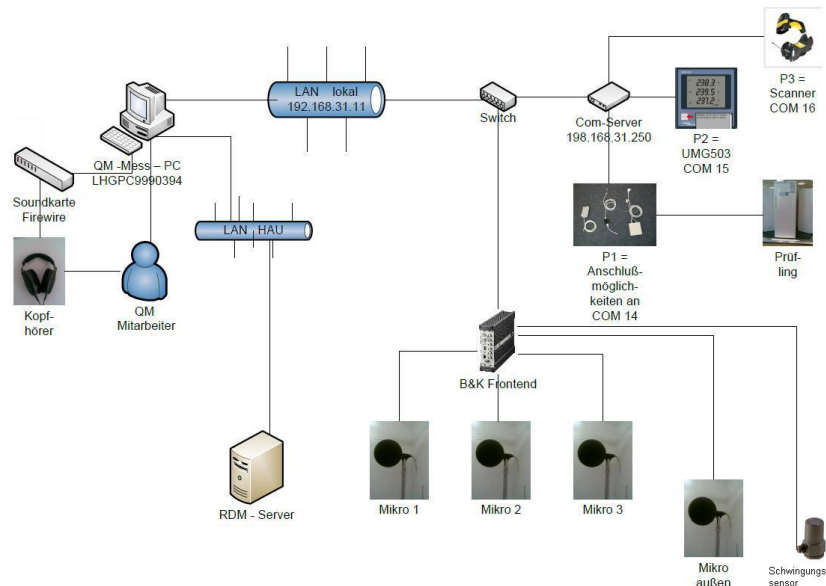 LAN lokal
192.168.31.11
Switch
Com-Server
198.168.31.250
P3 =
Scanner
COM 16
P2 =
UMG503
COM 15
QM -Mess – PC
LHGPC9990394
Soundkarte
Firewire
LAN HAU
P1 =
Anschluß-
möglich-
keiten an
COM 14
Prüf-
ling
Kopf-
hörer
QM
Mitarbeiter
B&K Frontend
RDM - Server
Mikro 1
Mikro 2
Mikro 3
Mikro
außen
Schwingungs
sensor